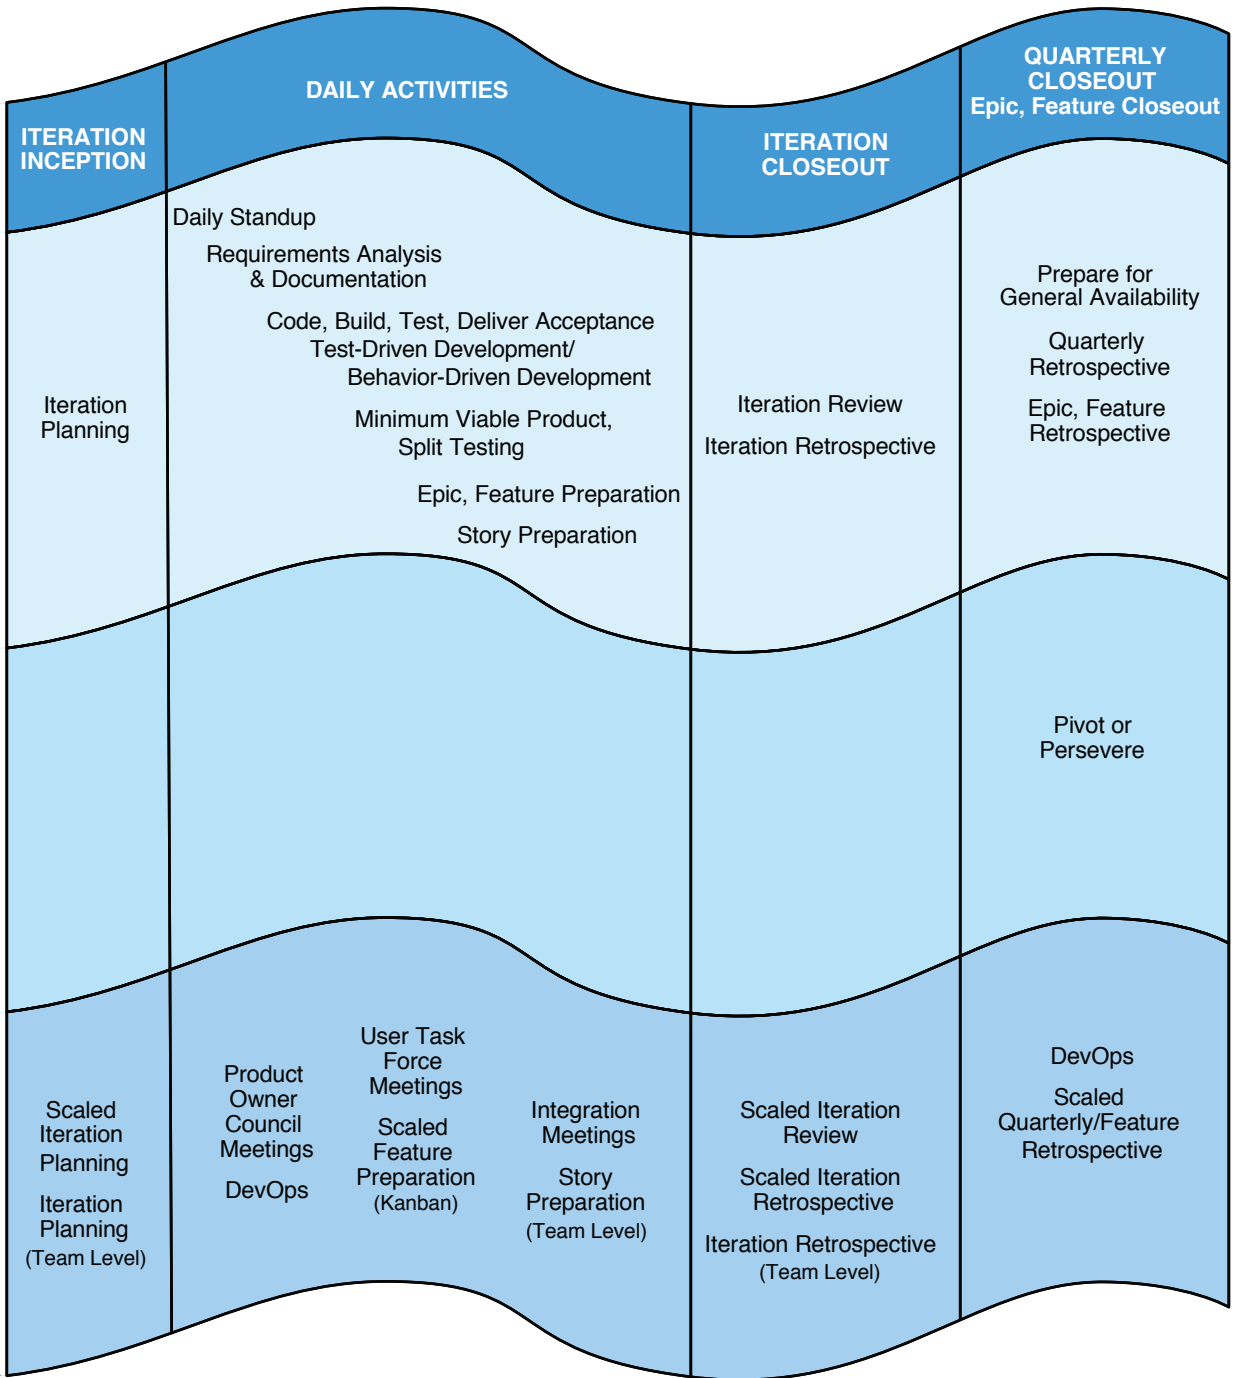 ITERATION
INCEPTION
DAILY ACTIVITIES
ITERATION
CLOSEOUT
QUARTERLY
CLOSEOUT
Epic, Feature Closeout
Iteration
Planning
Daily Standup
Requirements Analysis
& Documentation
Code, Build, Test, Deliver Acceptance
Test-Driven Development/
Behavior-Driven Development
Minimum Viable Product,
Split Testing
Epic, Feature Preparation
Story Preparation
Iteration Review
Iteration Retrospective
Prepare for
General Availability
Quarterly
Retrospective
Epic, Feature
Retrospective
Pivot or
Persevere
Scaled
Iteration
Planning
Iteration
Planning
(Team Level)
Product
Owner
Council
Meetings
DevOps
User Task
Force
Meetings
Scaled
Feature
Preparation
(Kanban)
Integration
Meetings
Story
Preparation
(Team Level)
Scaled Iteration
Review
Scaled Iteration
Retrospective
Iteration Retrospective
(Team Level)
DevOps
Scaled
Quarterly/Feature
Retrospective